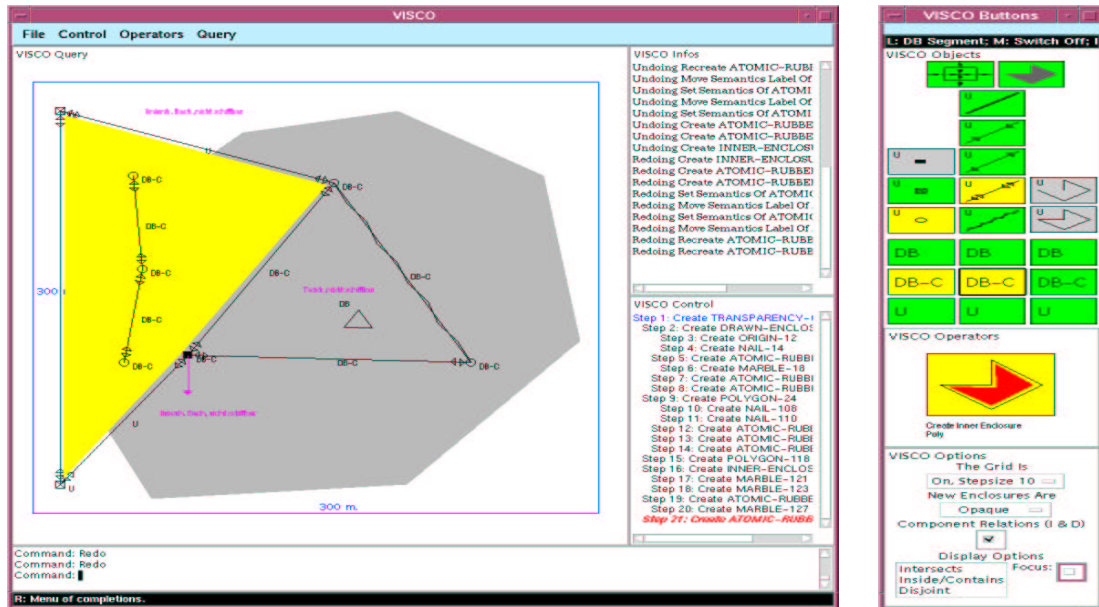 VISCO
File Control Operators Query
VISCO Query
U
DB-C
DB-C
DB-C
DB-C
DB-C
DB-C
DB-C
DB
300
DB-C
DB-C
DB-C
DB-C
U
U
300 m.
VISCO Infos
Undoing Recreate ATOMIC-RUBE
Undoing Move Semantics Label Of
Undoing Set Semantics Of ATOMI
Undoing Move Semantics Label Of
Undoing Set Semantics Of ATOMI
Undoing Create ATOMIC-RUBBE
Undoing Create ATOMIC-RUBBE
Undoing Create INNER-ENCLOSU
Redoing Create INNER-ENCLOSU
Redoing Create ATOMIC-RUBBE
Redoing Create ATOMIC-RUBBE
Redoing Set Semantics Of ATOMIC
Redoing Move Semantics Label Of
Redoing Set Semantics Of ATOMIC
Redoing Move Semantics Label Of
Redoing Recreate ATOMIC-RUBB
Redoing Recreate ATOMIC-RUBB
VISCO Control
Step 1: Create TRANSPARENCY-
Step 2: Create DRAWN-ENCLOS
Step 3: Create ORIGIN-12
Step 4: Create NAIL-14
Step 5: Create ATOMIC-RUBBI
Step 6: Create MARBLE-18
Step 7: Create ATOMIC-RUBBI
Step 8: Create ATOMIC-RUBBI
Step 9: Create POLYGON-24
Step 10: Create NAIL-108
Step 11: Create NAIL-110
Step 12: Create ATOMIC-RUBE
Step 13: Create ATOMIC-RUBE
Step 14: Create ATOMIC-RUBE
Step 15: Create POLYGON-118
Step 16: Create INNER-ENCLOS
Step 17: Create MARBLE-121
Step 18: Create MARBLE-123
Step 19: Create ATOMIC-RUBBE
Step 20: Create MARBLE-127
Step 21: Create ATOMIC-RUBB
Command: Redo
Command: Redo
Command:
R: Menu of completions.
VISCO Buttons
L: DB Segment; M: Switch Off;
VISCO Objects
U
U
U
U U
U U U
U U U
DB DB DB
DB-C DB-C DB-C
U U U
VISCO Operators
Create Inner Enclosure
Poly
VISCO Options
The Grid Is
On, Stepsize 10
New Enclosures Are
Opaque
Component Relations (I & D)
Display Options
Intersects Focus:
Inside/Contains
Disjoint